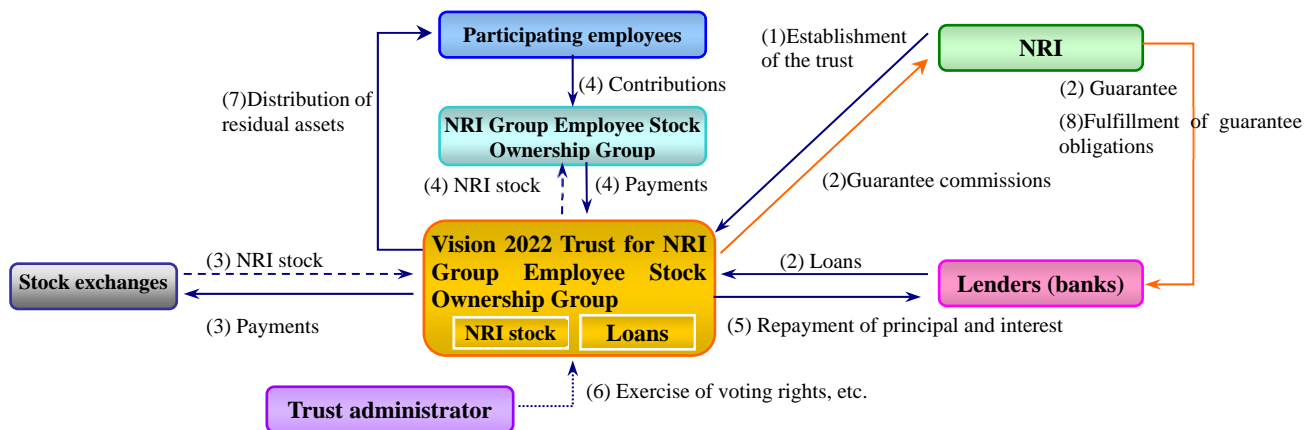 Participating employees
(1)Establishment
of the trust
NRI
(4) Contributions
(2) Guarantee
(7)Distribution of
residual assets
NRI Group Employee Stock
Ownership Group
(8)Fulfillment of guarantee
obligations
(4) NRI stock
(4) Payments
(2)Guarantee commissions
Vision 2022 Trust for NRI
Group Employee Stock
Ownership Group
NRI stock
Loans
(3) NRI stock
Stock exchanges
(3) Payments
(2) Loans
Lenders (banks)
(5) Repayment of principal and interest
(6) Exercise of voting rights, etc.
Trust administrator